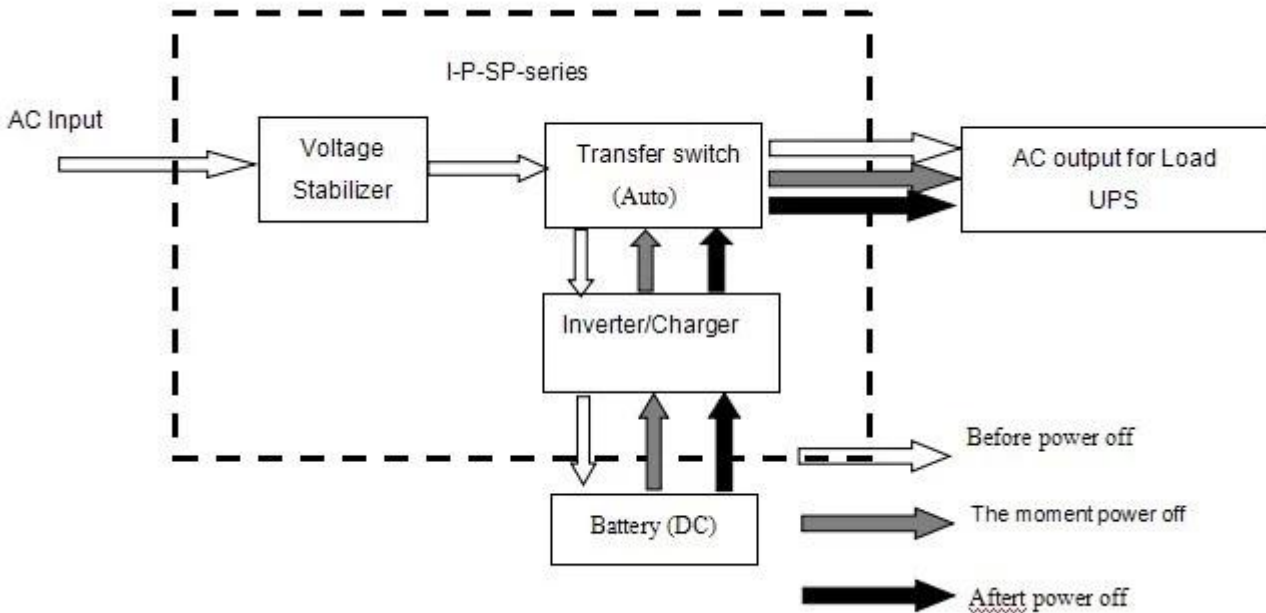 I-P-SP-series
AC Input
Voltage
Stabilizer
Transfer switch
(Auto)
AC output for Load
UPS
Inverter/Charger
Before power off
Battery (DC)
The moment power off
Aftert power off